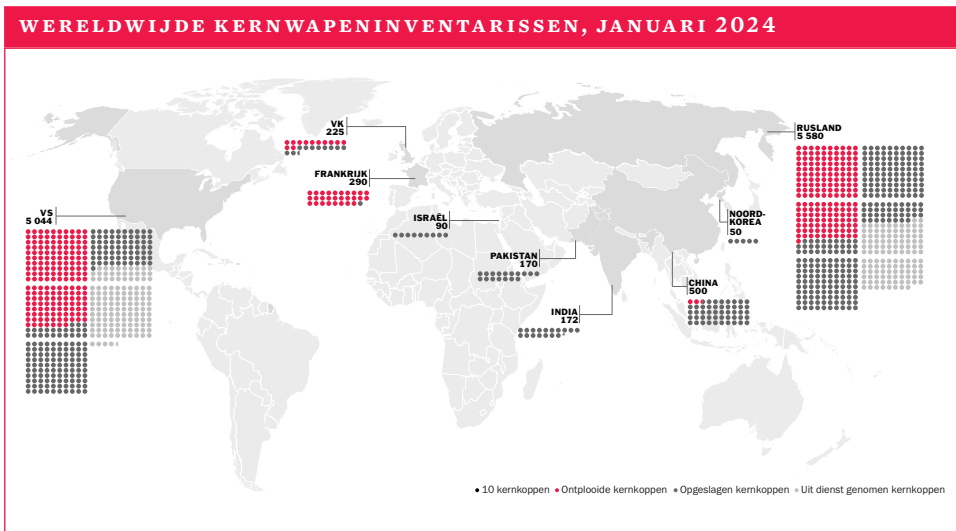 WERELDWIJDE KERNWAPENINVENTARISSEN, JANUARI 2024
VK
225
RUSLAND
5 580
FRANKRIJK
290
VS
5 044
ISRAËL
90
NOORD-
KOREA
50
PAKISTAN
170
CHINA
500
INDIA
172
10 kernkoppen
Ontplooide kernkoppen
Opgeslagen kernkoppen
Uit dienst genomen kernkoppen